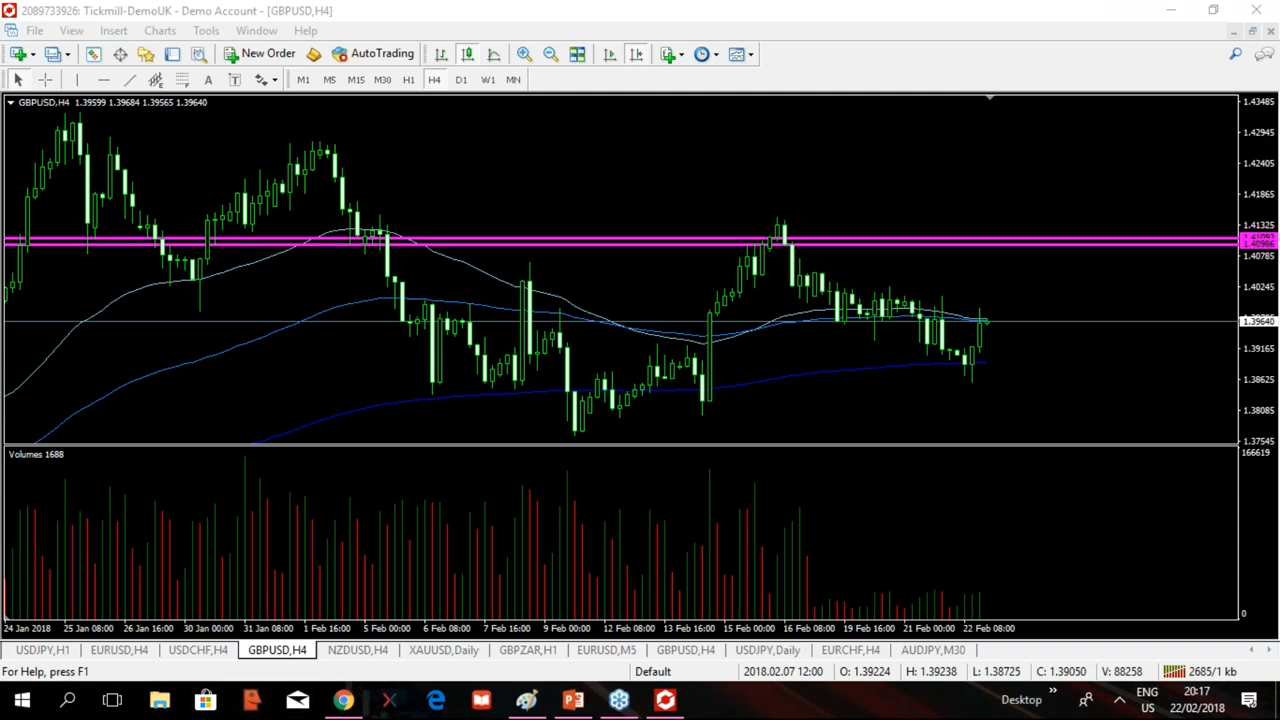 2089733926: Tickmill-DemoUK - Demo Account - [GBPUSD,H4]
File View Insert Charts Tools Window Help
New Order AutoTrading
A T M1 M5 M15 M30 H1 H4 D1 W1 MN
GBPUSD,H4 1.39599 1.39684 1.39565 1.39640
1.43485
1.42945
1.42405
1.41865
1.41325
1.40986
1.40785
1.40245
1.39640
1.39165
1.38625
1.38085
1.37545
Volumes 1688
166619
0
24 Jan 2018 25 Jan 08:00 26 Jan 16:00 30 Jan 00:00 31 Jan 08:00 1 Feb 16:00 5 Feb 00:00 6 Feb 08:00 7 Feb 16:00 9 Feb 00:00 12 Feb 08:00 13 Feb 16:00 15 Feb 00:00 16 Feb 08:00 19 Feb 16:00 21 Feb 00:00 22 Feb 08:00
USDJPY,H1 EURUSD,H4 USDCHF,H4 GBPUSD,H4 NZDUSD,H4 XAUUSD,Daily GBPZAR,H1 EURUSD,M5 GBPUSD,H4 USDJPY,Daily EURCHF,H4 AUDJPY,M30
For Help, press F1 Default 2018.02.07 12:00 O: 1.39224 H: 1.39238 L: 1.38725 C: 1.39050 V: 88258 2685/1 kb
Desktop ENG 20:17
US 22/02/2018